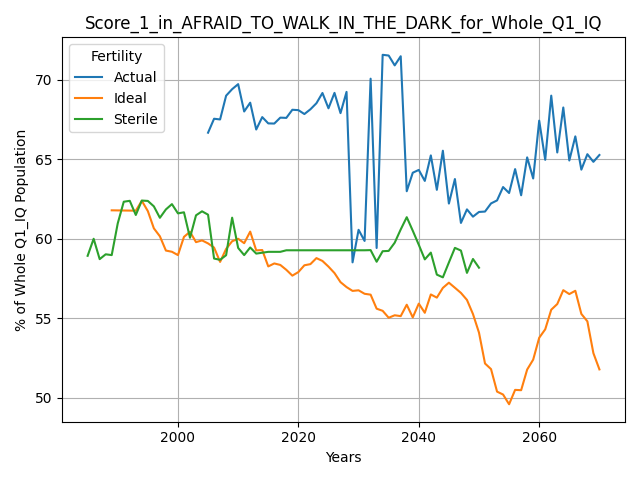 Score_1_in_AFRAID_TO_WALK_IN_THE_DARK_for_Whole_Q1_IQ
Fertility
Actual
Ideal
Sterile
% of Whole Q1_IQ Population
70
65
60
55
50
2000
2020
2040
2060
Years